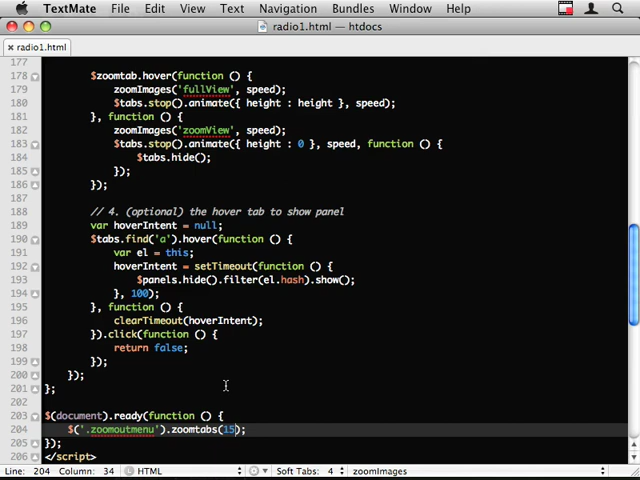 TextMate File Edit View Text Navigation Bundles Window Help
radio1.html — htdocs
× radio1.html
177
178 $zoomtab.hover(function () {
179 zoomImages('fullView', speed);
180 $tabs.stop().animate({ height : height }, speed);
181 }, function () {
182 zoomImages('zoomView', speed);
183 $tabs.stop().animate({ height : 0 }, speed, function () {
184 $tabs.hide();
185 });
186 });
187
188 // 4. (optional) the hover tab to show panel
189 var hoverIntent = null;
190 $tabs.find('a').hover(function () {
191 var el = this;
192 hoverIntent = setTimeout(function () {
193 $panels.hide().filter(el.hash).show();
194 }, 100);
195 }, function () {
196 clearTimeout(hoverIntent);
197 }).click(function () {
198 return false;
199 });
200 });
201 };
202
203 $(document).ready(function () {
204 $('.zoomoutmenu').zoomtabs(15);
205 });
206 </script>
Line: 204 Column: 34 HTML Soft Tabs: 4 zoomImages